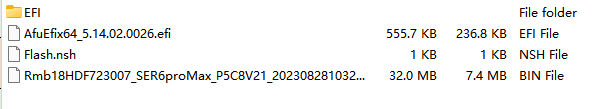 EFI File folder
AfuEfix64_5.14.02.0026.efi 555.7 KB 236.8 KB EFI File
Flash.nsh 1 KB 1 KB NSH File
Rmb18HDF723007_SER6proMax_P5C8V21_202308281032... 32.0 MB 7.4 MB BIN File